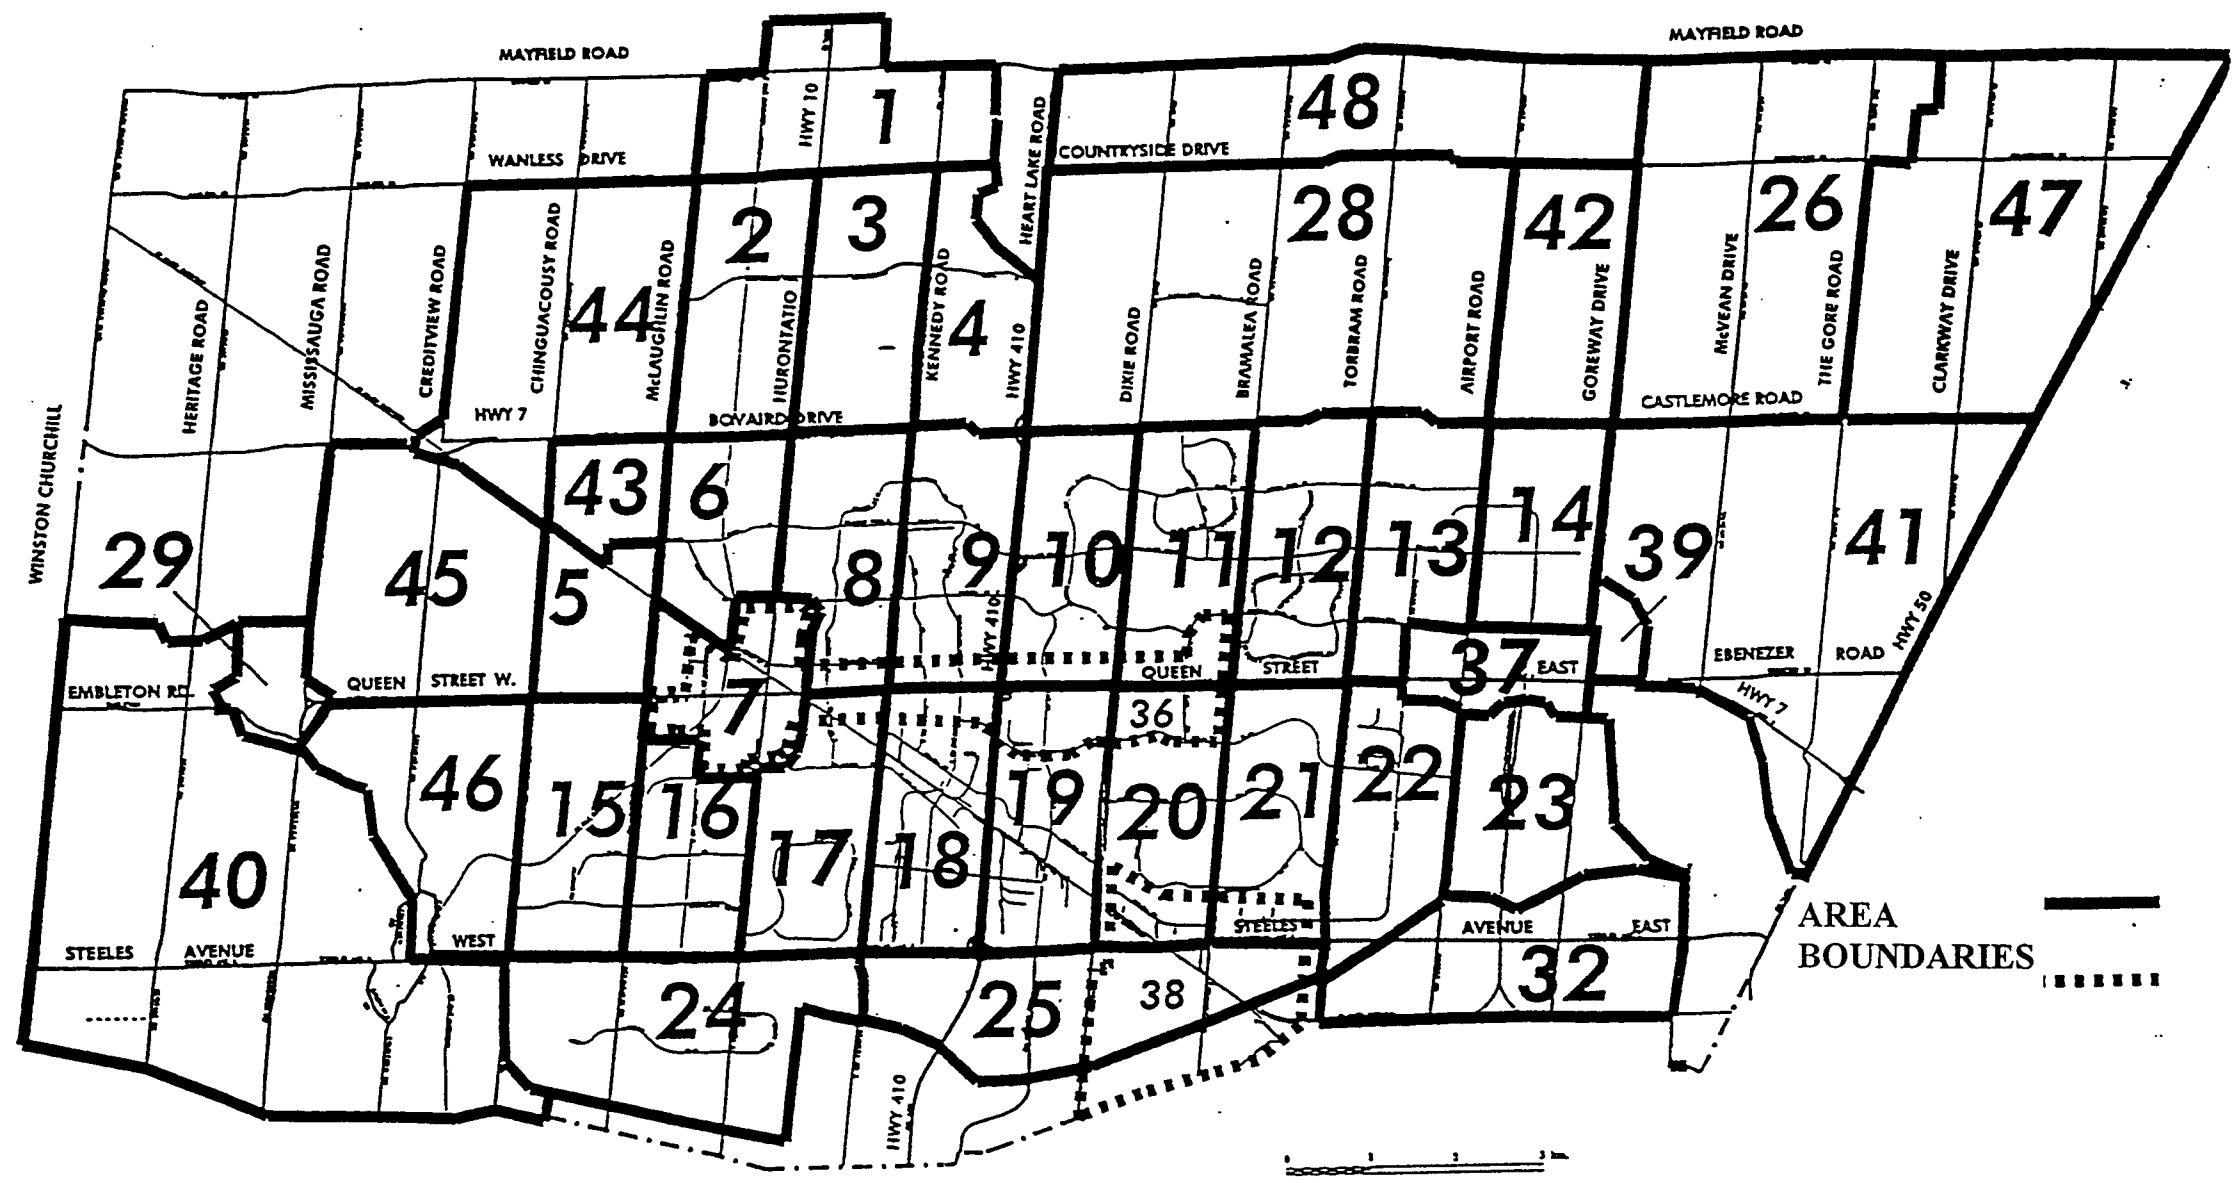 MAYFIELD ROAD
MAYFIELD ROAD
HWY 10
1
48
HEART LAKE ROAD
WANLESS DRIVE
COUNTRYSIDE DRIVE
2
3
28
42
26
47
HERITAGE ROAD
MISSISSAUGA ROAD
CREDITVIEW ROAD
CHINGUACOUSY ROAD
44
McLAUGHLIN ROAD
HURONTATIO
KENNEDY ROAD
4
HWY 410
DIXIE ROAD
BRAMALEA ROAD
TORBRAM ROAD
AIRPORT ROAD
GOREWAY DRIVE
McVEAN DRIVE
THE GORE ROAD
CLARKWAY DRIVE
HWY 7
BOVAIRD DRIVE
CASTLEMORE ROAD
WINSTON CHURCHILL
43
6
14
29
45
5
8
9
10
11
12
13
39
41
HWY 410
HWY 50
EMBLETON RD.
QUEEN STREET W.
7
QUEEN STREET
37
EAST
EBENEZER ROAD
HWY 7
36
46
15
16
17
18
19
20
21
22
23
40
STEELES AVENUE
WEST
STEELES
AVENUE
EAST
AREA
BOUNDARIES
24
25
38
32
HWY 410
0 1 2 3 km.